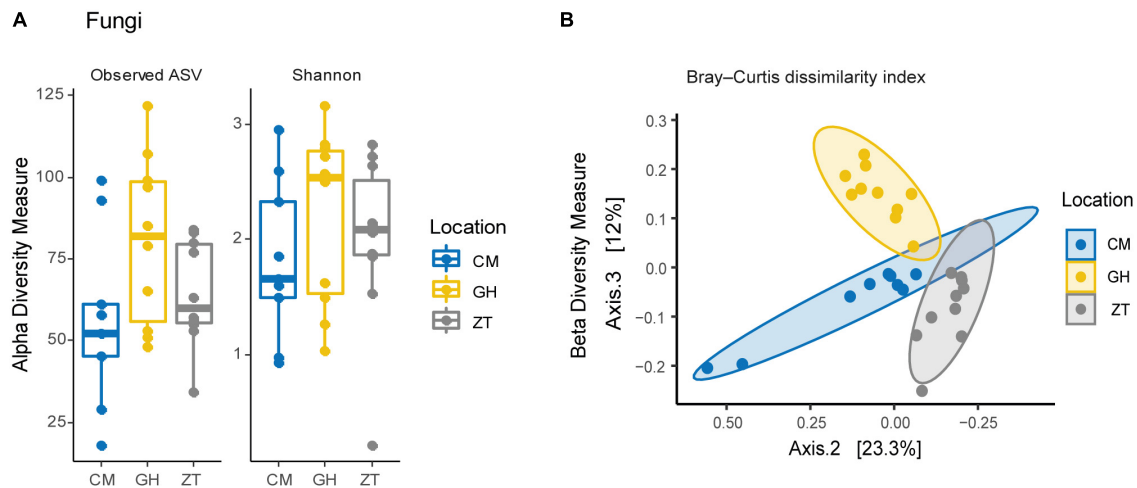 A
Fungi
Observed ASV
Shannon
Alpha Diversity Measure
125
100
75
50
25
3
2
1
CM
GH
ZT
CM
GH
ZT
Location
CM
GH
ZT
B
Bray–Curtis dissimilarity index
Beta Diversity Measure
Axis.3 [12%]
0.3
0.2
0.1
0.0
−0.1
−0.2
0.50
0.25
0.00
−0.25
Axis.2 [23.3%]
Location
CM
GH
ZT